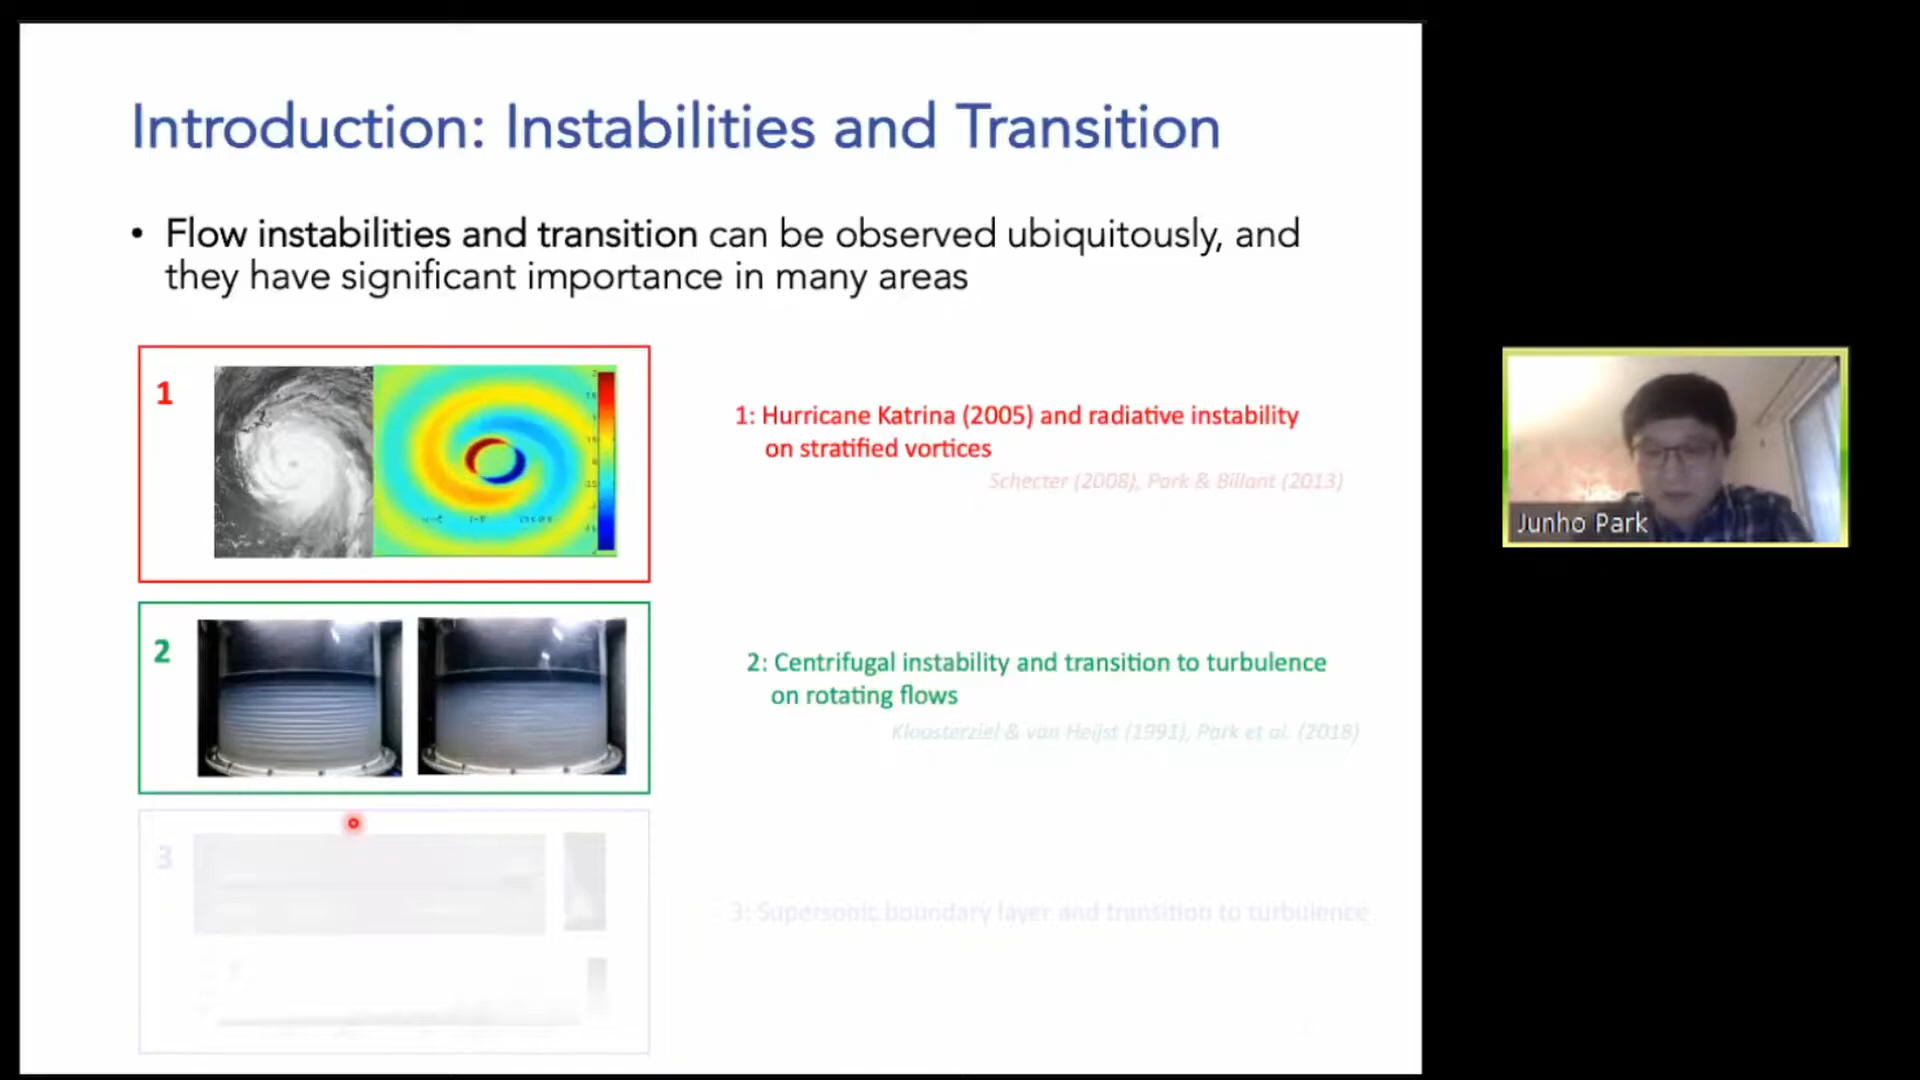 Introduction: Instabilities and Transition
• Flow instabilities and transition can be observed ubiquitously, and
they have significant importance in many areas
1
1: Hurricane Katrina (2005) and radiative instability
on stratified vortices
Schecter (2008), Park & Billant (2013)
Junho Park
2
2: Centrifugal instability and transition to turbulence
on rotating flows
Kloosterziel & van Heijst (1991), Park et al. (2018)
3
3: Supersonic boundary layer and transition to turbulence